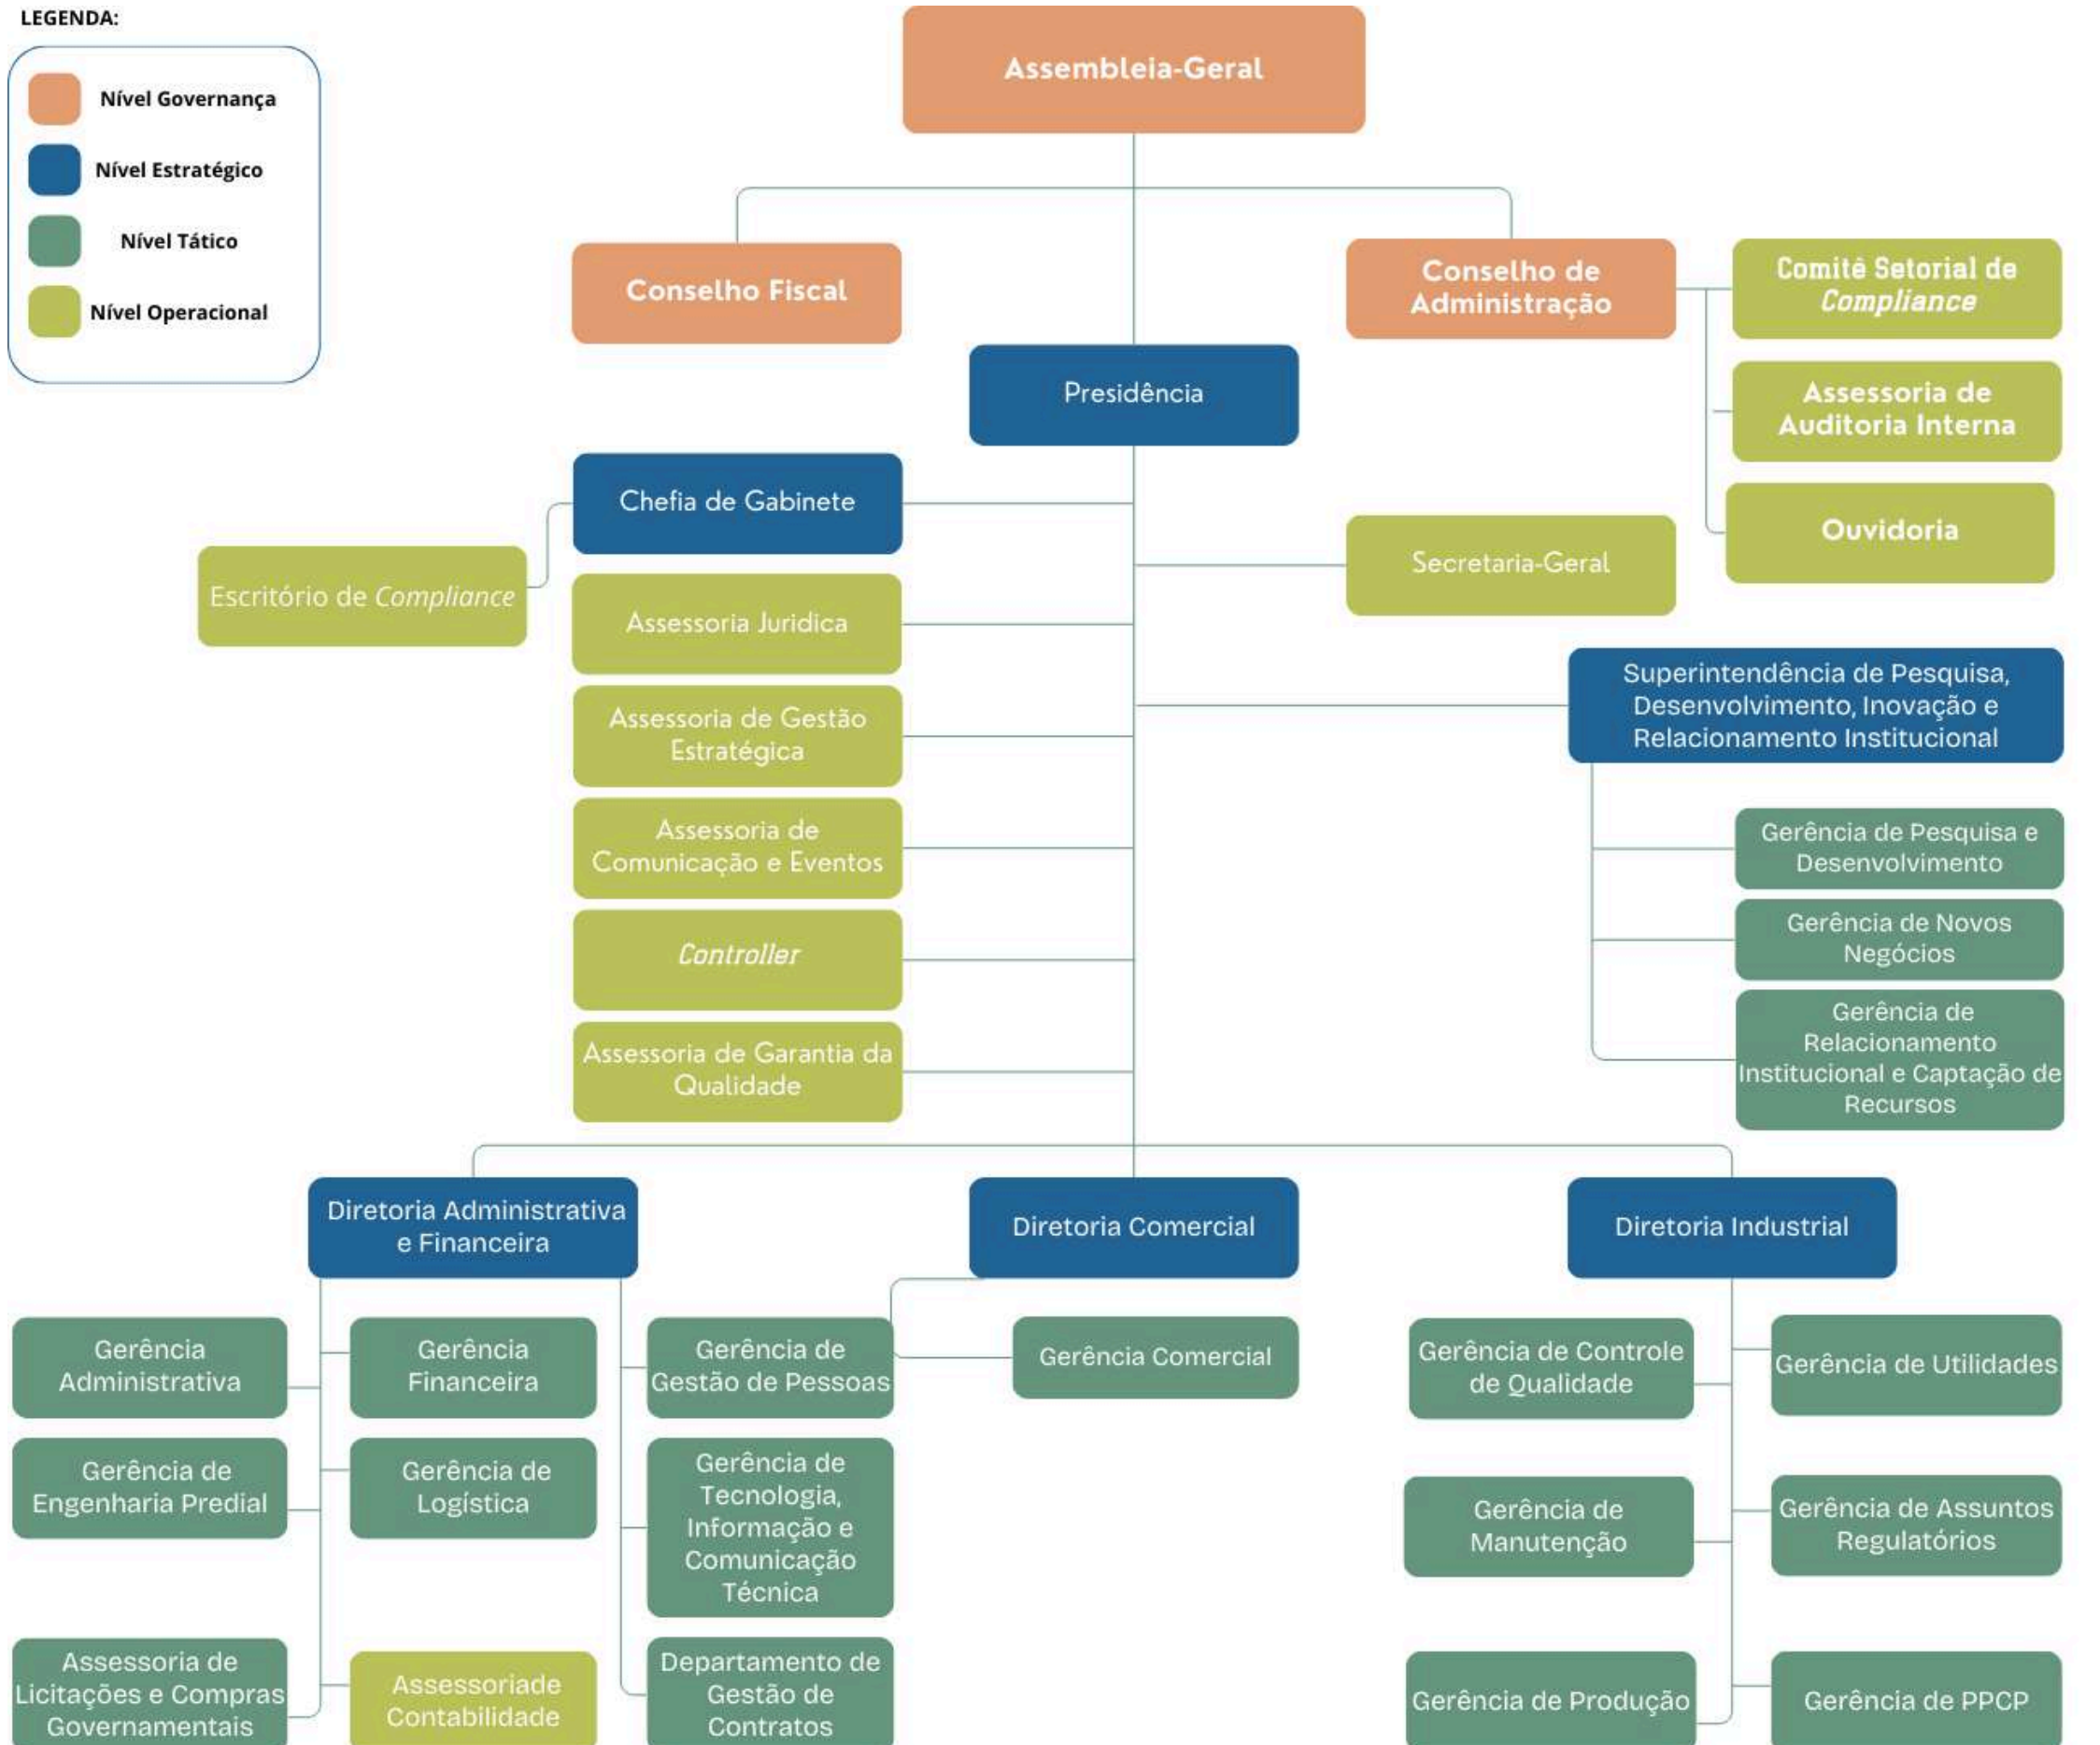 LEGENDA:
Nível Governança
Nível Estratégico
Nível Tático
Nível Operacional
Assembleia-Geral
Conselho Fiscal
Conselho de
Administração
Comitê Setorial de
Compliance
Assessoria de
Auditoria Interna
Ouvidoria
Presidência
Chefia de Gabinete
Escritório de Compliance
Secretaria-Geral
Assessoria Juridica
Assessoria de Gestão
Estratégica
Assessoria de
Comunicação e Eventos
Controller
Assessoria de Garantia da
Qualidade
Superintendência de Pesquisa,
Desenvolvimento, Inovação e
Relacionamento Institucional
Gerência de Pesquisa e
Desenvolvimento
Gerência de Novos
Negócios
Gerência de
Relacionamento
Institucional e Captação de
Recursos
Diretoria Administrativa
e Financeira
Diretoria Comercial
Diretoria Industrial
Gerência
Administrativa
Gerência
Financeira
Gerência de
Gestão de Pessoas
Gerência Comercial
Gerência de Controle
de Qualidade
Gerência de Utilidades
Gerência de
Engenharia Predial
Gerência de
Logística
Gerência de
Tecnologia,
Informação e
Comunicação
Técnica
Gerência de
Manutenção
Gerência de Assuntos
Regulatórios
Assessoria de
Licitações e Compras
Governamentais
Assessoriade
Contabilidade
Departamento de
Gestão de
Contratos
Gerência de Produção
Gerência de PPCP